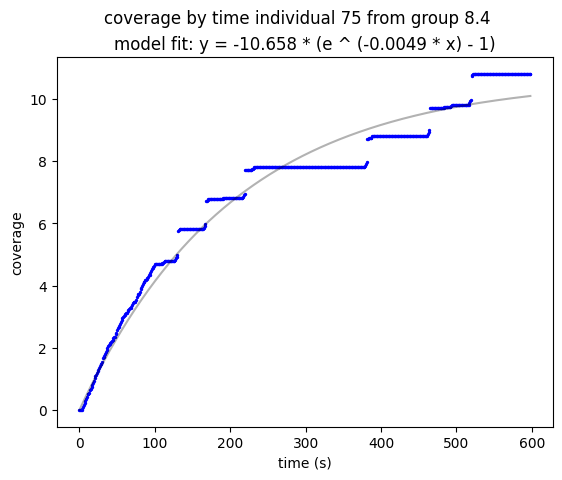 coverage by time individual 75 from group 8.4
model fit: y = -10.658 * (e ^ (-0.0049 * x) - 1)
10
8
6
4
2
0
coverage
0 100 200 300 400 500 600
time (s)